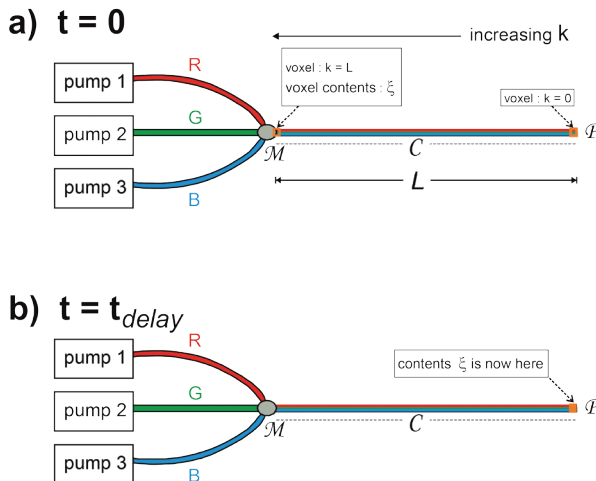 a) t = 0
increasing k
pump 1
R
voxel : k = L
voxel contents : ξ
voxel : k = 0
pump 2
G
ℳ
C
𝒫
pump 3
B
L
b) t = t_delay
pump 1
R
contents ξ is now here
pump 2
G
ℳ
C
𝒫
pump 3
B